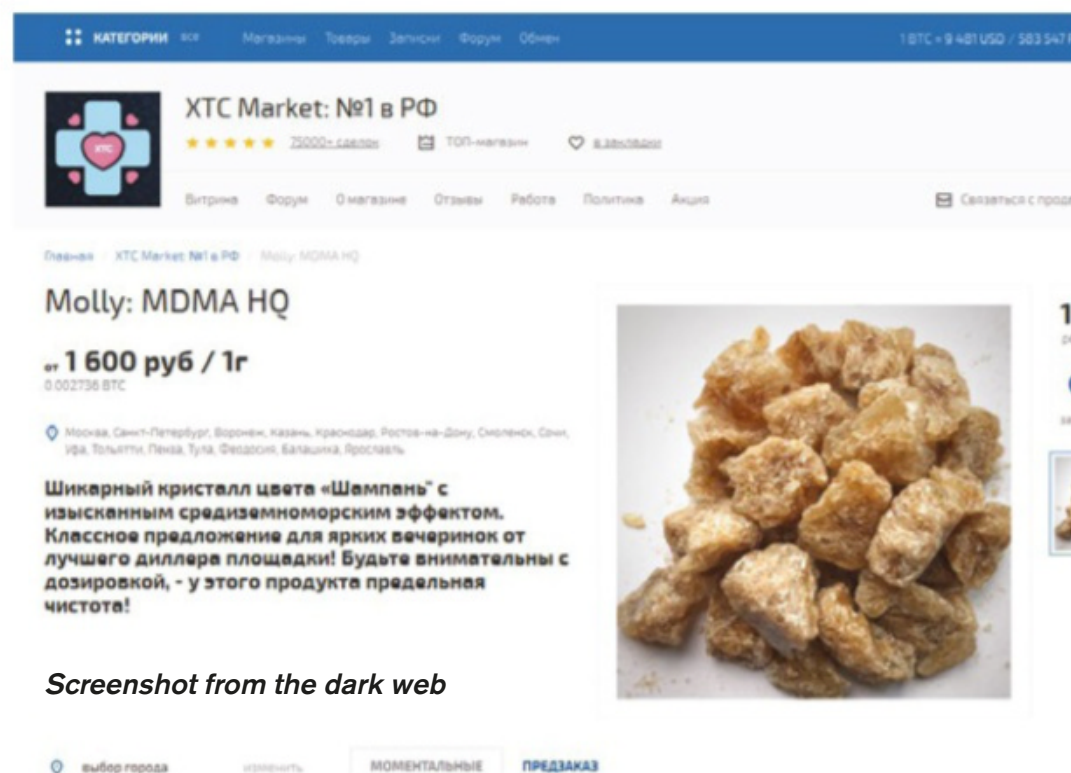 КАТЕГОРИИ все Магазины Товары Записки Форум Обмен 1 BTC = 9 481 USD / 583 547
XTC Market: №1 в РФ
75000+ сделок ТОП-магазин в закладки
XTC
Витрина Форум О магазине Отзывы Работа Политика Акция Связаться с
Главная / XTC Market: №1 в РФ / Molly: MDMA HQ
Molly: MDMA HQ
от 1 600 руб / 1г
0.002736 BTC
Москва, Санкт-Петербург, Воронеж, Казань, Краснодар, Ростов-на-Дону, Смоленск, Сочи,
Уфа, Тольятти, Пенза, Тула, Феодосия, Балашиха, Ярославль
Шикарный кристалл цвета «Шампань" с
изысканным средиземноморским эффектом.
Классное предложение для ярких вечеринок от
лучшего диллера площадки! Будьте внимательны с
дозировкой, - у этого продукта предельная
чистота!
Screenshot from the dark web
выбор города изменить МОМЕНТАЛЬНЫЕ ПРЕДЗАКАЗ